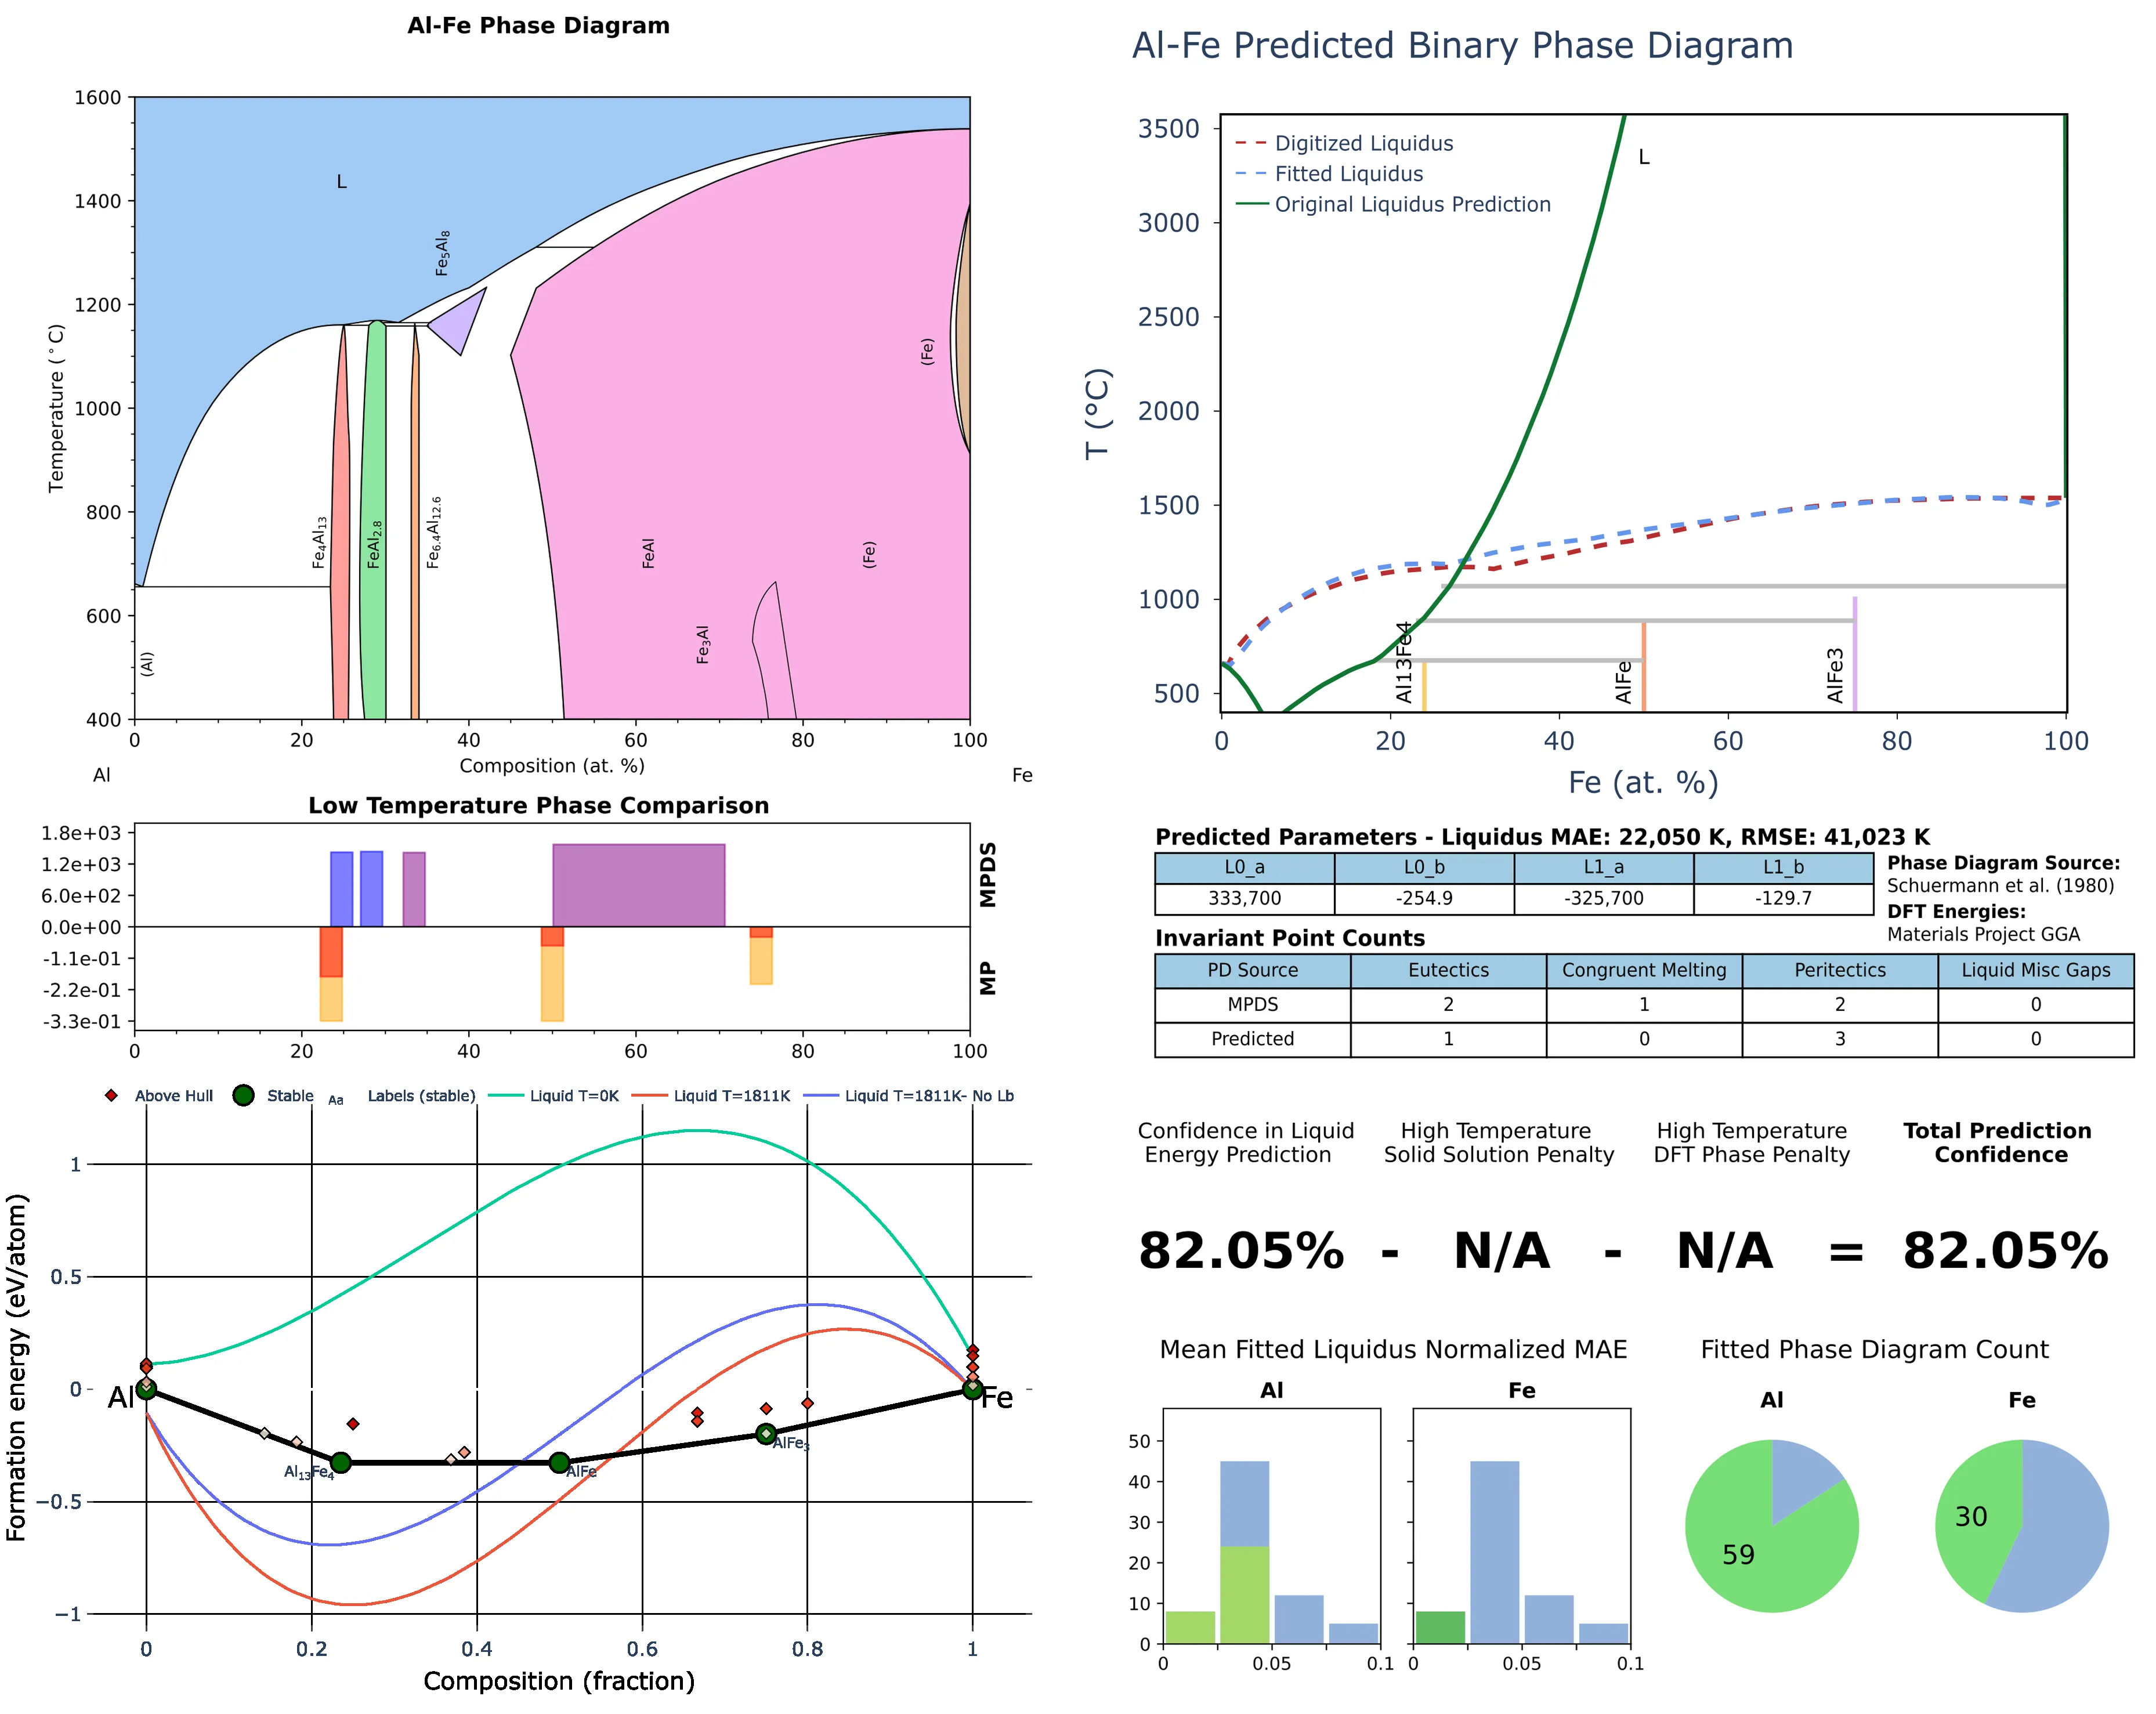 Al-Fe Phase Diagram
1600
1400
1200
1000
800
600
400
Temperature (°C)
L
Fe5Al8
Fe4Al13
FeAl2.8
Fe6.4Al12.6
FeAl
Fe3Al
(Fe)
(Fe)
(Al)
0 20 40 60 80 100
Composition (at. %)
Al Fe
Al-Fe Predicted Binary Phase Diagram
3500
3000
2500
2000
1500
1000
500
T (°C)
Digitized Liquidus
Fitted Liquidus
Original Liquidus Prediction
L
Al13Fe4
AlFe
AlFe3
0 20 40 60 80 100
Fe (at. %)
Low Temperature Phase Comparison
1.8e+03
1.2e+03
6.0e+02
0.0e+00
-1.1e-01
-2.2e-01
-3.3e-01
MPDS
MP
0 20 40 60 80 100
Predicted Parameters - Liquidus MAE: 22,050 K, RMSE: 41,023 K
L0_a L0_b L1_a L1_b
333,700 -254.9 -325,700 -129.7
Phase Diagram Source:
Schuermann et al. (1980)
DFT Energies:
Materials Project GGA
Invariant Point Counts
PD Source Eutectics Congruent Melting Peritectics Liquid Misc Gaps
MPDS 2 1 2 0
Predicted 1 0 3 0
Above Hull Stable Aa Labels (stable) Liquid T=0K Liquid T=1811K Liquid T=1811K- No Lb
1
0.5
0
−0.5
−1
Formation energy (eV/atom)
Al
Fe
Al13Fe4
AlFe
AlFe3
0 0.2 0.4 0.6 0.8 1
Composition (fraction)
Confidence in Liquid
Energy Prediction
High Temperature
Solid Solution Penalty
High Temperature
DFT Phase Penalty
Total Prediction
Confidence
82.05% - N/A - N/A = 82.05%
Mean Fitted Liquidus Normalized MAE
Al
Fe
50
40
30
20
10
0
0 0.05 0.1
0 0.05 0.1
Fitted Phase Diagram Count
Al
Fe
59
30